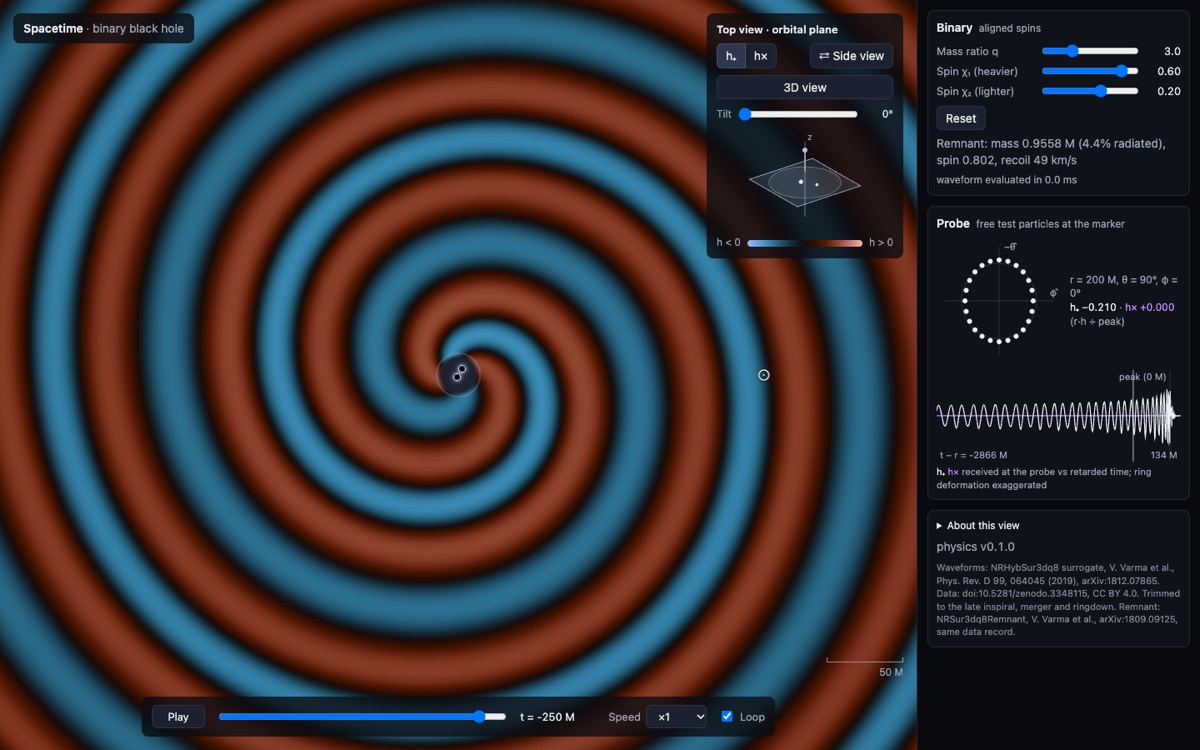 Spacetime · binary black hole
Top view · orbital plane
h₊ h× ⇄ Side view
3D view
Tilt 0°
z
h < 0 h > 0
50 M
Play t = -250 M Speed ×1 Loop
Binary aligned spins
Mass ratio q 3.0
Spin χ₁ (heavier) 0.60
Spin χ₂ (lighter) 0.20
Reset
Remnant: mass 0.9558 M (4.4% radiated),
spin 0.802, recoil 49 km/s
waveform evaluated in 0.0 ms
Probe free test particles at the marker
−θ̂
φ̂
r = 200 M, θ = 90°, ϕ =
0°
h₊ −0.210 · h× +0.000
(r·h ÷ peak)
peak (0 M)
t − r = -2866 M 134 M
h₊ h× received at the probe vs retarded time; ring
deformation exaggerated
▶ About this view
physics v0.1.0
Waveforms: NRHybSur3dq8 surrogate, V. Varma et al.,
Phys. Rev. D 99, 064045 (2019), arXiv:1812.07865.
Data: doi:10.5281/zenodo.3348115, CC BY 4.0. Trimmed
to the late inspiral, merger and ringdown. Remnant:
NRSur3dq8Remnant, V. Varma et al., arXiv:1809.09125,
same data record.